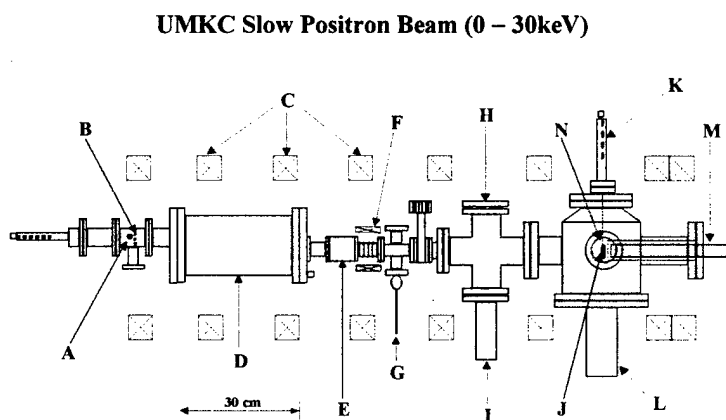 UMKC Slow Positron Beam (0 – 30keV)
K
C
B
F
H
N
M
A
D
E
G
I
J
L
30 cm